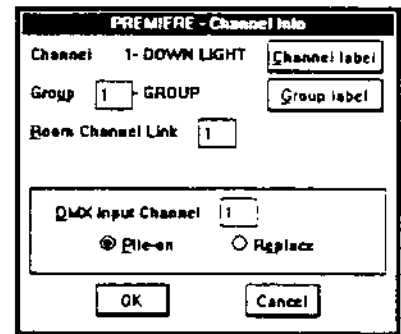 PREMIERE - Channel Info
Channel 1- DOWN LIGHT Channel label
Group 1 - GROUP Group label
Room Channel Link 1
DMX Input Channel 1
Pile-on Replace
OK Cancel